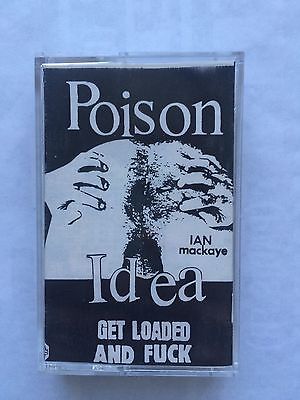 Poison
IAN
mackaye
Idea
GET LOADED
AND FUCK